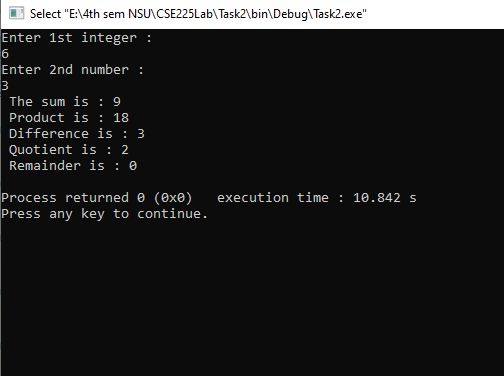 Select "E:\4th sem NSU\CSE225Lab\Task2\bin\Debug\Task2.exe"
Enter 1st integer :
6
Enter 2nd number :
3
 The sum is : 9
 Product is : 18
 Difference is : 3
 Quotient is : 2
 Remainder is : 0

Process returned 0 (0x0)   execution time : 10.842 s
Press any key to continue.